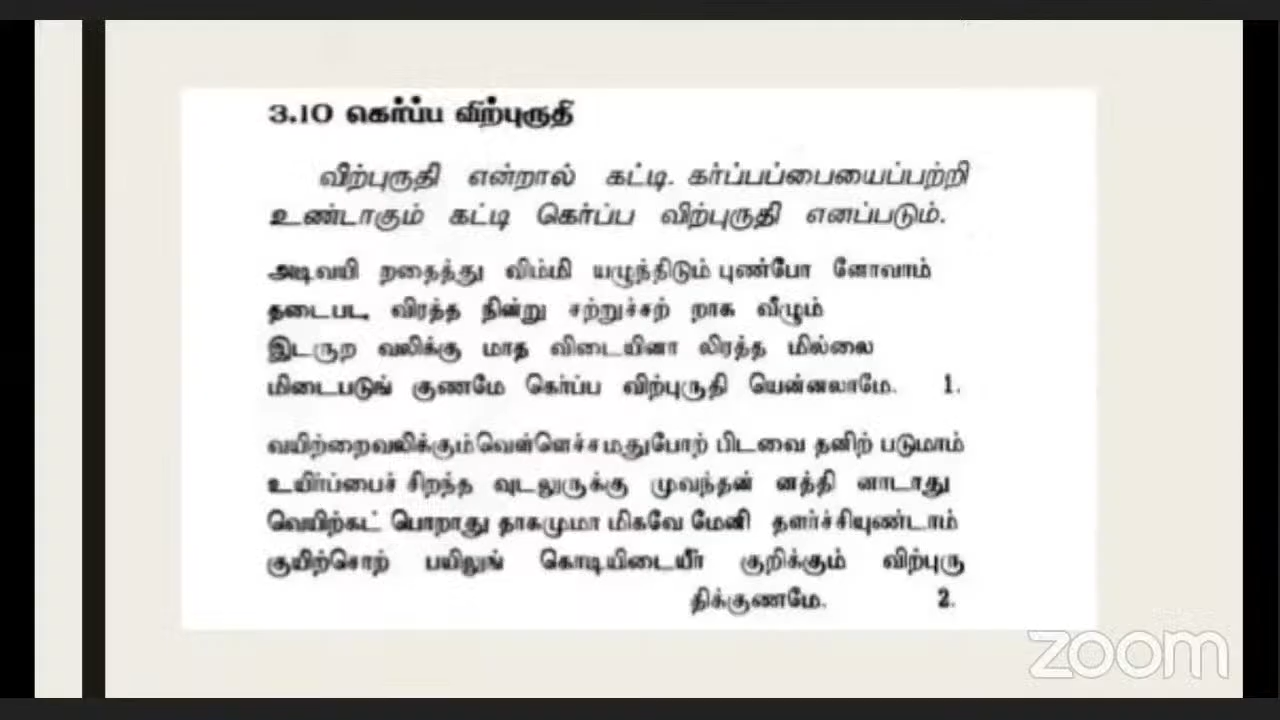 3.10 கெர்ப்ப விற்புருதி
விற்புருதி என்றால் கட்டி. கர்ப்பப்பையைப்பற்றி
உண்டாகும் கட்டி கெர்ப்ப விற்புருதி எனப்படும்.
அடிவயி றதைத்து விம்மி யழுந்திடும் புண்போ னோவாம்
தடைபட விரத்த நின்று சற்றுச்சற் றாக வீழும்
இடருற வலிக்கு மாத விடையினா லிரத்த மில்லை
மிடைபடுங் குணமே கெர்ப்ப விற்புருதி யென்னலாமே. 1.
வயிற்றைவலிக்கும்வெள்ளெச்சமதுபோற் பிடவை தனிற் படுமாம்
உயிர்ப்பைச் சிறந்த வுடலுருக்கு முவந்தன் னத்தி னாடாது
வெயிற்கட் பொறாது தாகமுமா மிகவே மேனி தளர்ச்சியுண்டாம்
குயிற்சொற் பயிலுங் கொடியிடையீர் குறிக்கும் விற்புரு
திக்குணமே. 2.
zoom